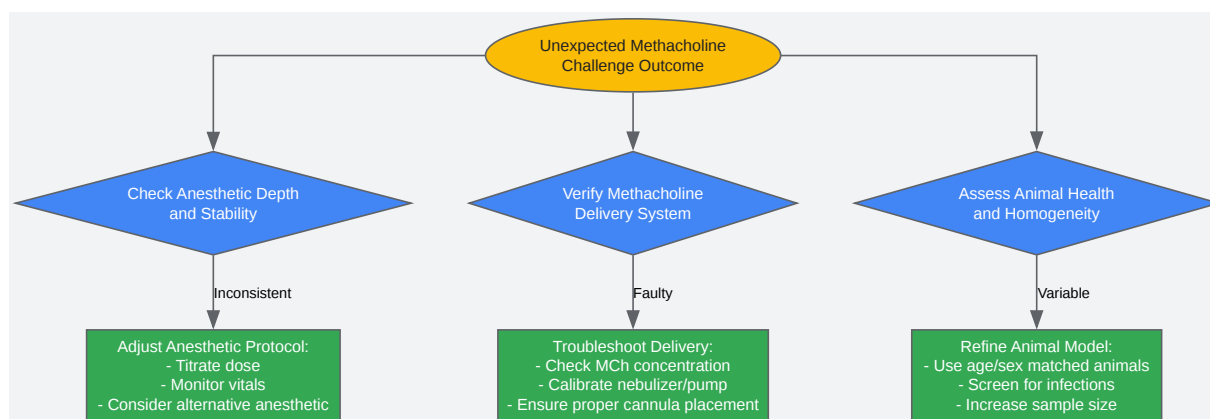 Unexpected Methacholine
Challenge Outcome
Check Anesthetic Depth
and Stability
Verify Methacholine
Delivery System
Assess Animal Health
and Homogeneity
Inconsistent
Faulty
Variable
Adjust Anesthetic Protocol:
- Titrate dose
- Monitor vitals
- Consider alternative anesthetic
Troubleshoot Delivery:
- Check MCh concentration
- Calibrate nebulizer/pump
- Ensure proper cannula placement
Refine Animal Model:
- Use age/sex matched animals
- Screen for infections
- Increase sample size